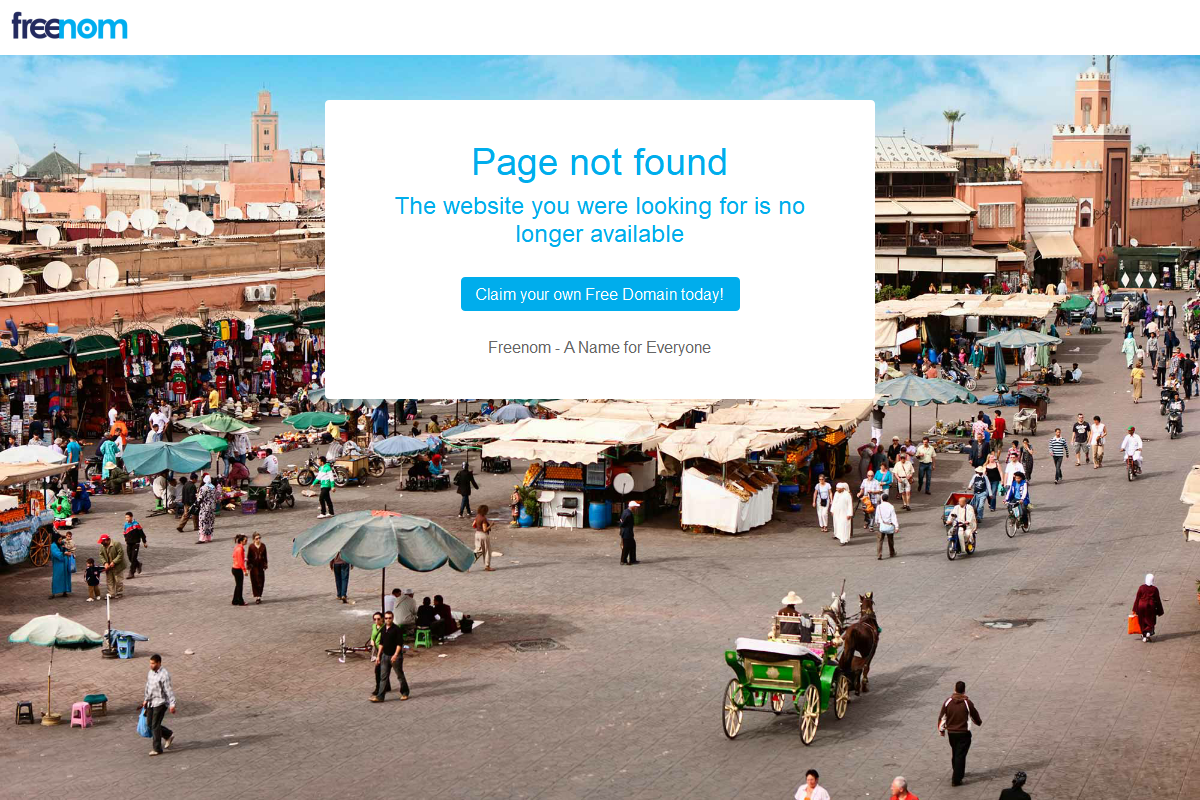 freenom
Page not found
The website you were looking for is no
longer available
Claim your own Free Domain today!
Freenom - A Name for Everyone